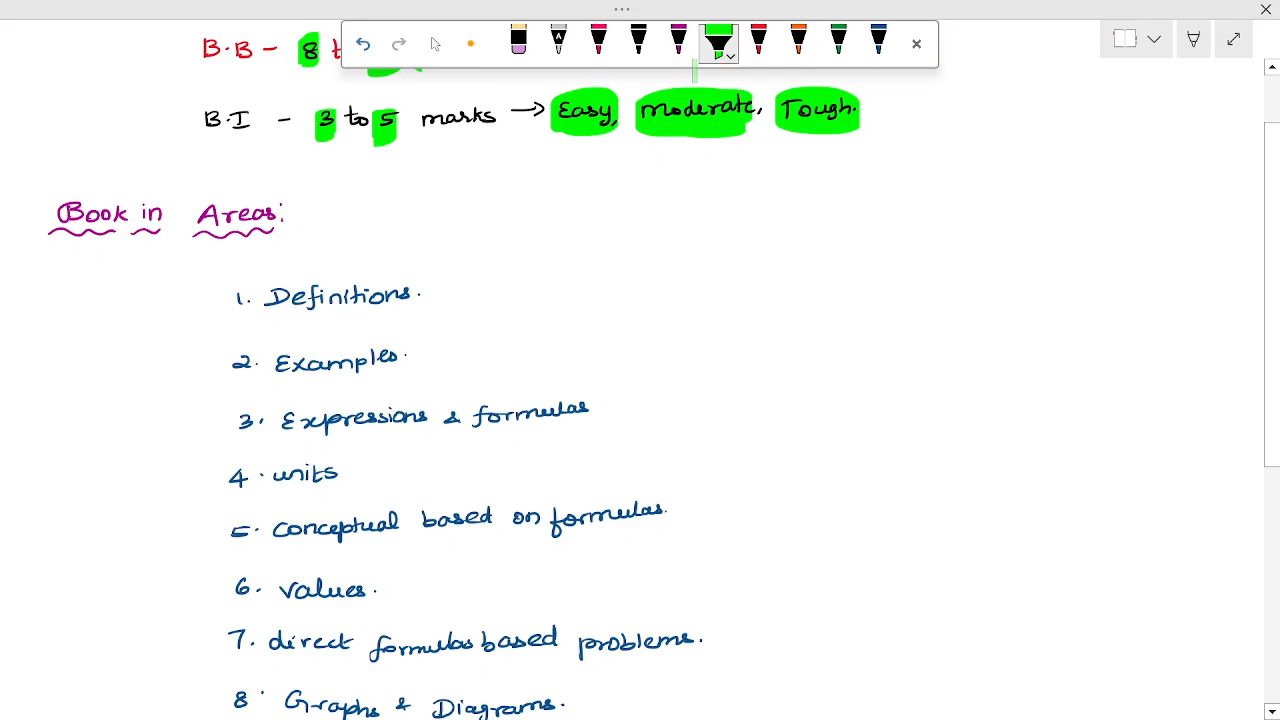 B.B - 8 t
B.I - 3 to 5 marks → Easy, Moderate, Tough.
Book in Areas:
1. Definitions.
2. Examples.
3. Expressions & formulas
4. units
5. conceptual based on formulas.
6. values.
7. direct formulas based problems.
8. Graphs & Diagrams.